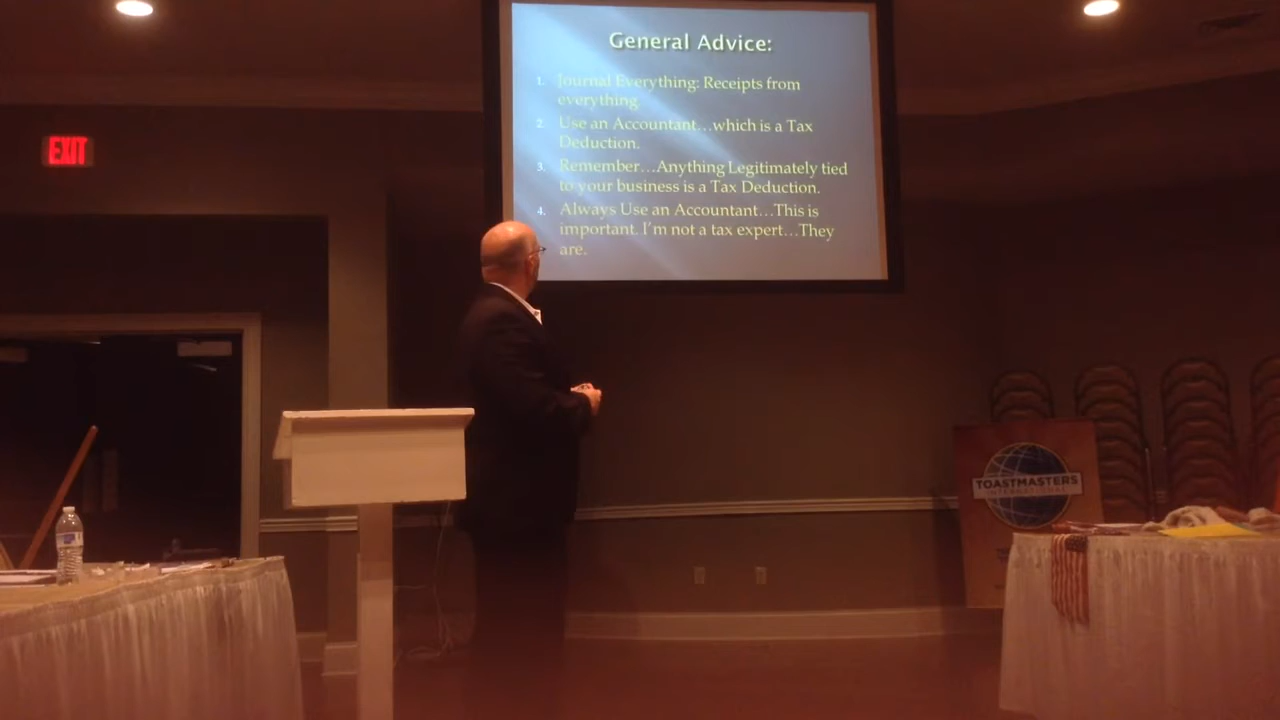 General Advice:
1. Journal Everything: Receipts from
everything.
2. Use an Accountant...which is a Tax
Deduction.
3. Remember...Anything Legitimately tied
to your business is a Tax Deduction.
4. Always Use an Accountant...This is
important. I'm not a tax expert...They
are.
EXIT
TOASTMASTERS
INTERNATIONAL